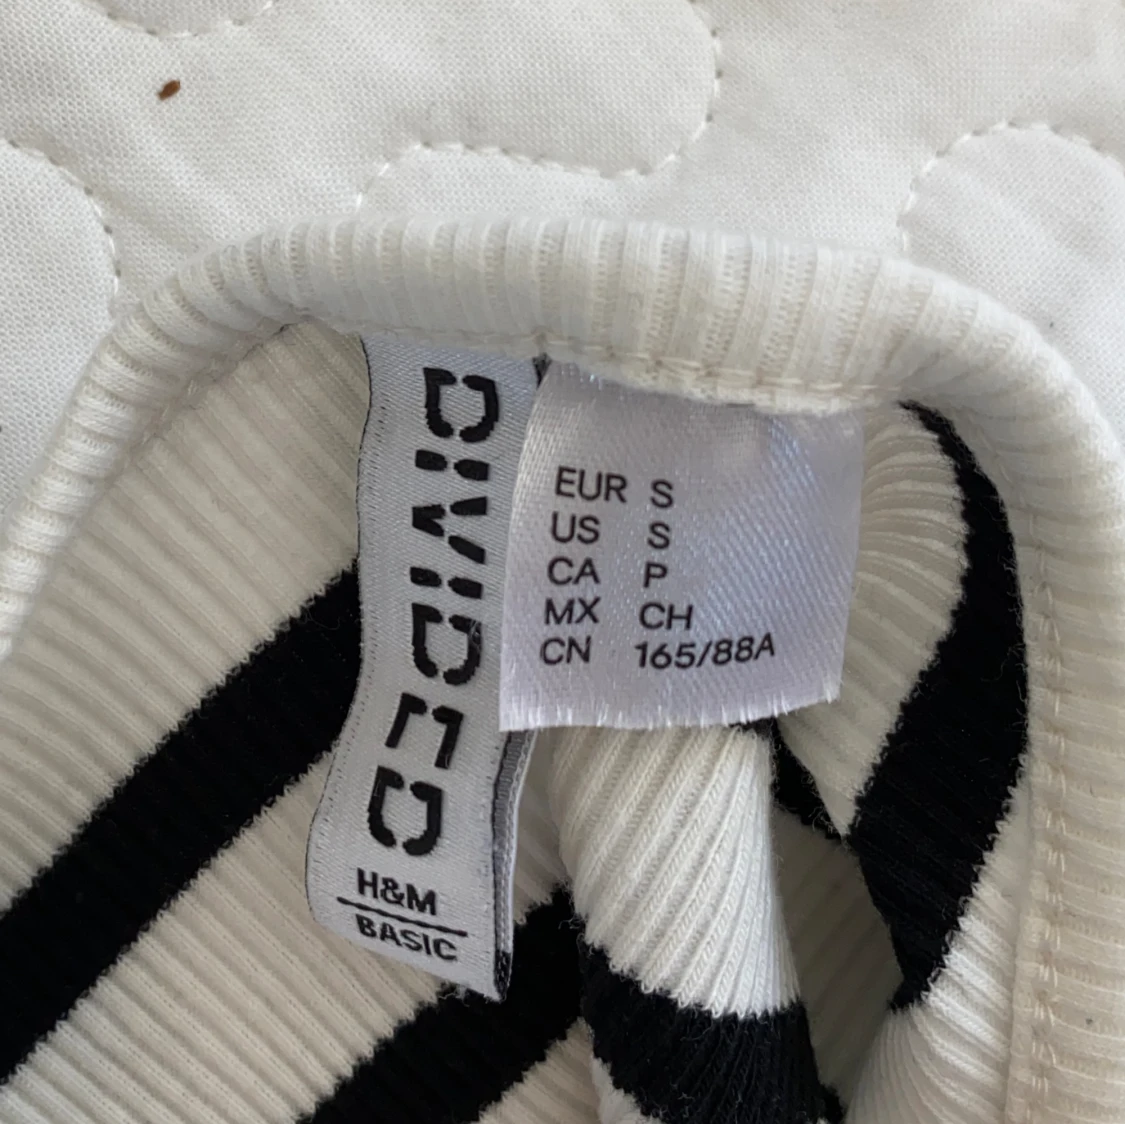 DIVIDED
H&M
BASIC
EUR S
US S
CA P
MX CH
CN 165/88A